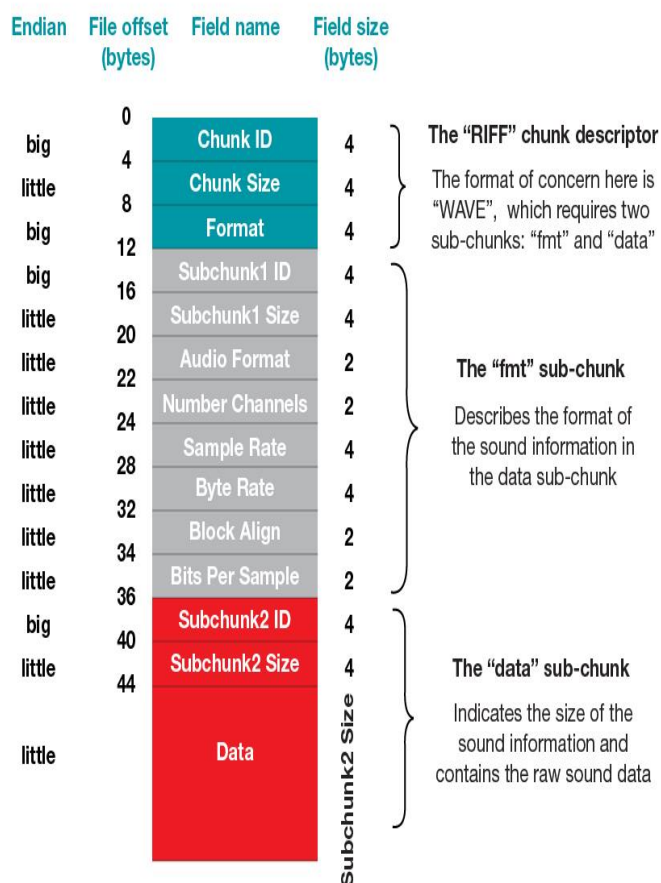 Endian File offset (bytes) Field name Field size (bytes)
0
big Chunk ID 4
4
little Chunk Size 4
8
big Format 4
12
big Subchunk1 ID 4
16
little Subchunk1 Size 4
20
little Audio Format 2
22
little Number Channels 2
24
little Sample Rate 4
28
little Byte Rate 4
32
little Block Align 2
34
little Bits Per Sample 2
36
big Subchunk2 ID 4
40
little Subchunk2 Size 4
44
little Data Subchunk2 Size
The “RIFF” chunk descriptor
The format of concern here is
“WAVE”, which requires two
sub-chunks: “fmt” and “data”
The “fmt” sub-chunk
Describes the format of
the sound information in
the data sub-chunk
The “data” sub-chunk
Indicates the size of the
sound information and
contains the raw sound data